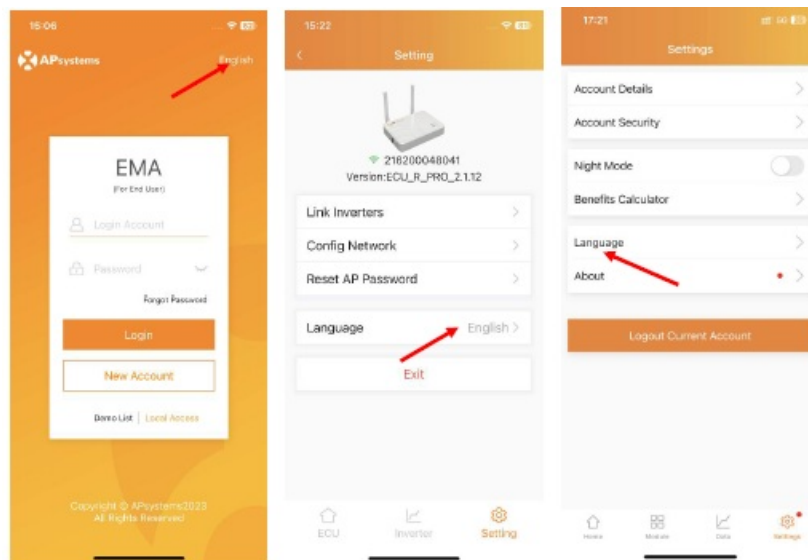 15:06
APsystems
English
EMA
(For End User)
Login Account
Password
Forgot Password
Login
New Account
Demo List | Local Access
Copyright © APsystems2023
All Rights Reserved
15:22
Setting
216200048041
Version:ECU_R_PRO_2.1.12
Link Inverters
Config Network
Reset AP Password
Language
English
Exit
ECU
Inverter
Setting
17:21
Settings
Account Details
Account Security
Night Mode
Benefits Calculator
Language
About
Logout Current Account
Home
Module
Data
Settings